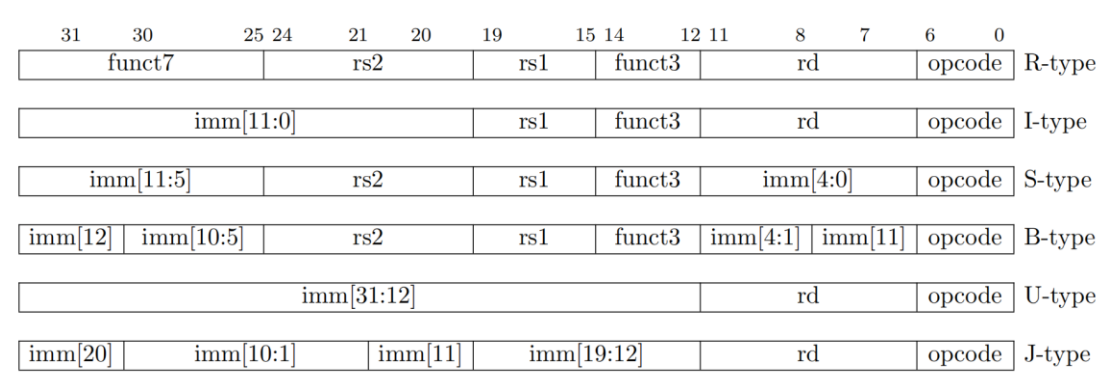 31 30 25 24 21 20 19 15 14 12 11 8 7 6 0
funct7 rs2 rs1 funct3 rd opcode R-type
imm[11:0] rs1 funct3 rd opcode I-type
imm[11:5] rs2 rs1 funct3 imm[4:0] opcode S-type
imm[12] imm[10:5] rs2 rs1 funct3 imm[4:1] imm[11] opcode B-type
imm[31:12] rd opcode U-type
imm[20] imm[10:1] imm[11] imm[19:12] rd opcode J-type